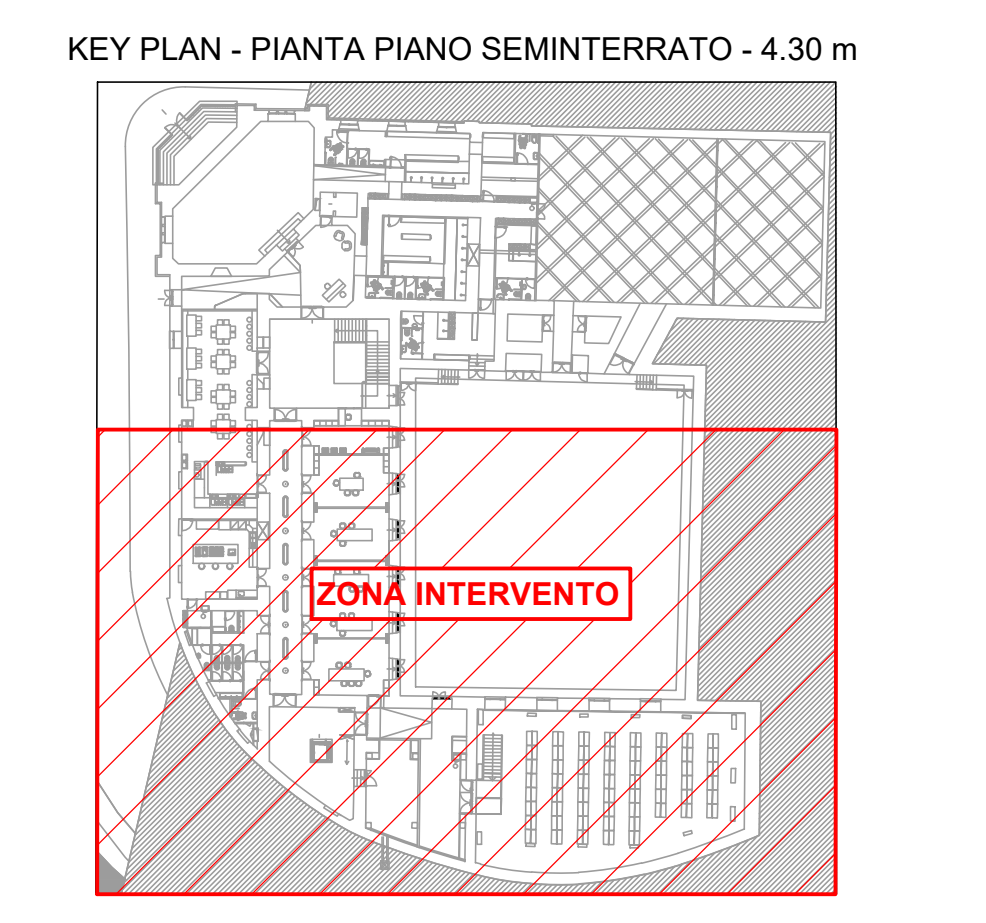 KEY PLAN - PIANTA PIANO SEMINTERRATO - 4.30 m
ZONA INTERVENTO